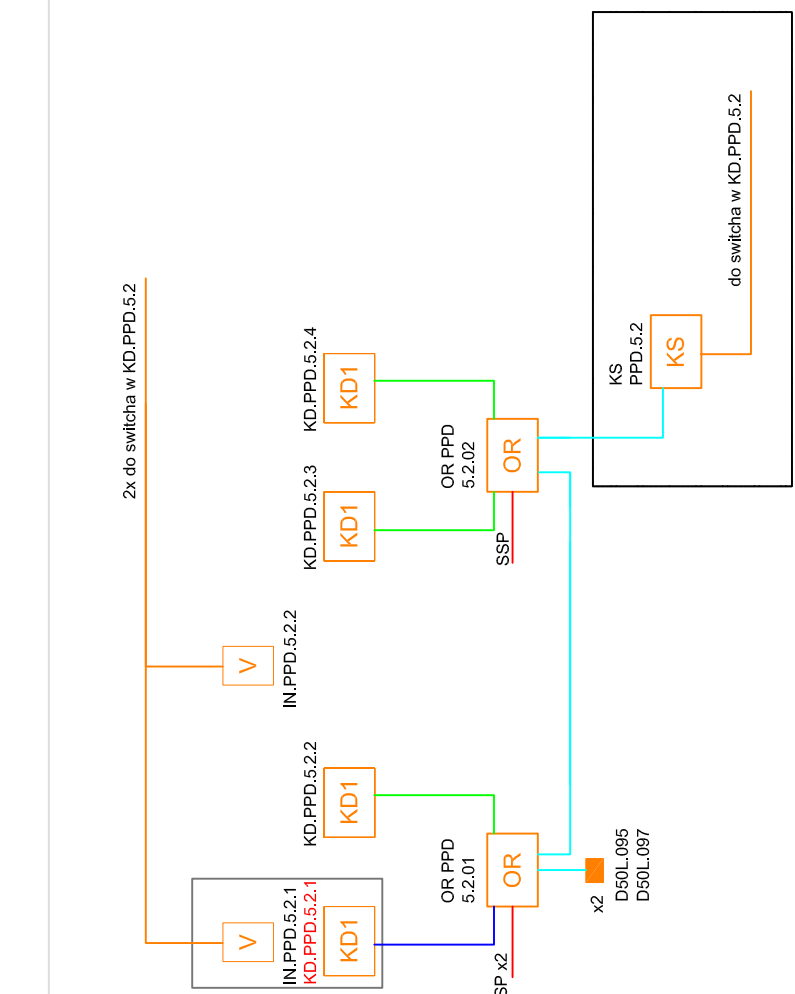 do switcha w KD.PPD.5.2
2x do switcha w KD.PPD.5.2
KS
PPD.5.2
KS
KD.PPD.5.2.4
KD1
OR PPD
5.2.02
OR
KD.PPD.5.2.3
KD1
SSP
V
IN.PPD.5.2.2
KD.PPD.5.2.2
KD1
OR PPD
5.2.01
OR
x2
D50L.095
D50L.097
V
IN.PPD.5.2.1
KD.PPD.5.2.1
KD1
SP x2